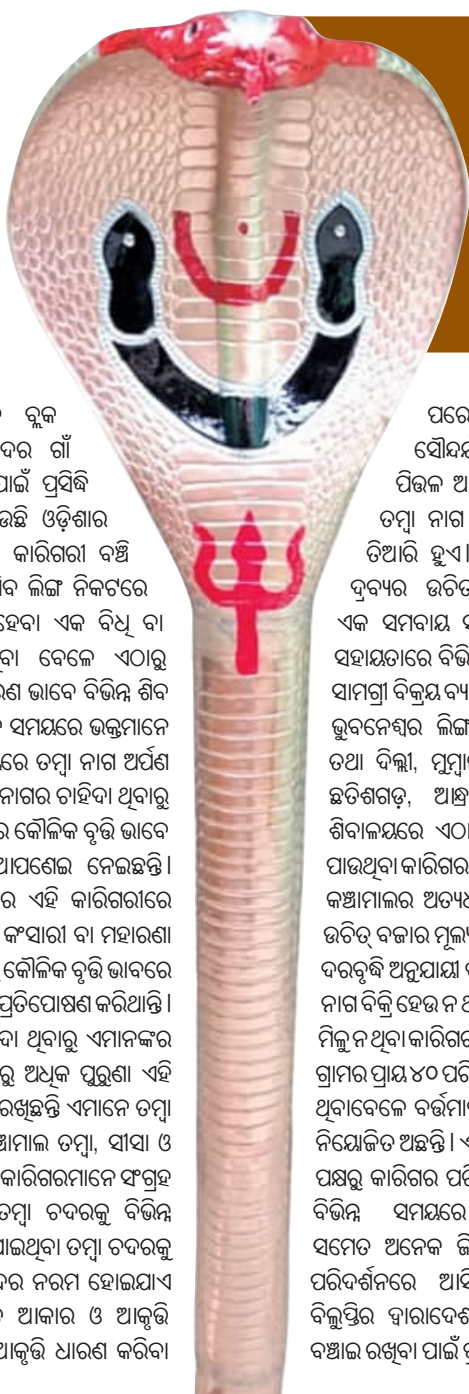 ବ୍ଲକ
ଦର ଗାଁ
ପାଇଁ ପ୍ରସିଦ୍ଧି
ଉଛି ଓଡ଼ିଶାର
କାରିଗରୀ ବଞ୍ଚି
ଶିବ ଲିଙ୍ଗ ନିକଟରେ
ହେବା ଏକ ବିଧି ବା
ବା ବେଳେ ଏଠାରୁ
ରଣ ଭାବେ ବିଭିନ୍ନ ଶିବ
ନ ସମୟରେ ଭକ୍ତମାନେ
ରେ ତମ୍ବା ନାଗ ଅର୍ପଣ
ନାଗର ଚାହିଦା ଥିବାରୁ
ର କୌଳିକ ବୃତ୍ତି ଭାବେ
ଆପଣେଇ ନେଇଛନ୍ତି।
ର ଏହି କାରିଗରୀରେ
କଂସାରୀ ବା ମହାରଣା
କୌଳିକ ବୃତ୍ତି ଭାବରେ
ପ୍ରତିପୋଷଣ କରିଥାନ୍ତି।
ଦା ଥିବାରୁ ଏମାନଙ୍କର
ରୁ ଅଧିକ ପୁରୁଣା ଏହି
ରଖିଛନ୍ତି ଏମାନେ ତମ୍ବା
ଞ୍ଚାମାଲ ତମ୍ବା, ସୀସା ଓ
କାରିଗରମାନେ ସଂଗ୍ରହ
ତମ୍ବା ଚଦରକୁ ବିଭିନ୍ନ
ଯାଇଥିବା ତମ୍ବା ଚଦରକୁ
ଦର ନରମ ହୋଇଯାଏ
ଆକାର ଓ ଆକୃତି
ଆକୃତି ଧାରଣ କରିବା
ପରେ
ସୌନ୍ଦର୍ଯ
ପିତଳ ଅ
ତମ୍ବା ନାଗ
ତିଆରି ହୁଏ।
ଦ୍ରବ୍ୟର ଉଚିତ
ଏକ ସମବାୟ ସ
ସହାୟତାରେ ବିଭି
ସାମଗ୍ରୀ ବିକ୍ରୟ ବ୍ୟ
ଭୁବନେଶ୍ୱର ଲିଙ୍ଗ
ତଥା ଦିଲ୍ଲୀ, ମୁମ୍ବା
ଛତିଶଗଡ଼, ଆନ୍ଧ୍ର
ଶିବାଳୟରେ ଏଠା
ପାଉଥିବା କାରିଗର
କଞ୍ଚାମାଲର ଅତ୍ୟଧ
ଉଚିତ୍ ବଜାର ମୂଲ୍ୟ
ଦରବୃଦ୍ଧି ଅନୁଯାୟୀ
ନାଗ ବିକ୍ରି ହେଉ ନ ଥ
ମିଳୁ ନ ଥିବା କାରିଗର
ଗ୍ରାମର ପ୍ରାୟ ୪୦ ପରି
ଥିବାବେଳେ ବର୍ତ୍ତମା
ନିୟୋଜିତ ଅଛନ୍ତି। ଏ
ପକ୍ଷରୁ କାରିଗର ପରି
ବିଭିନ୍ନ ସମୟରେ
ସମେତ ଅନେକ ଜି
ପରିଦର୍ଶନରେ ଆସି
ବିଲୁପ୍ତିର ଦ୍ୱାରଦେଶ
ବଞ୍ଚାଇ ରଖିବା ପାଇଁ